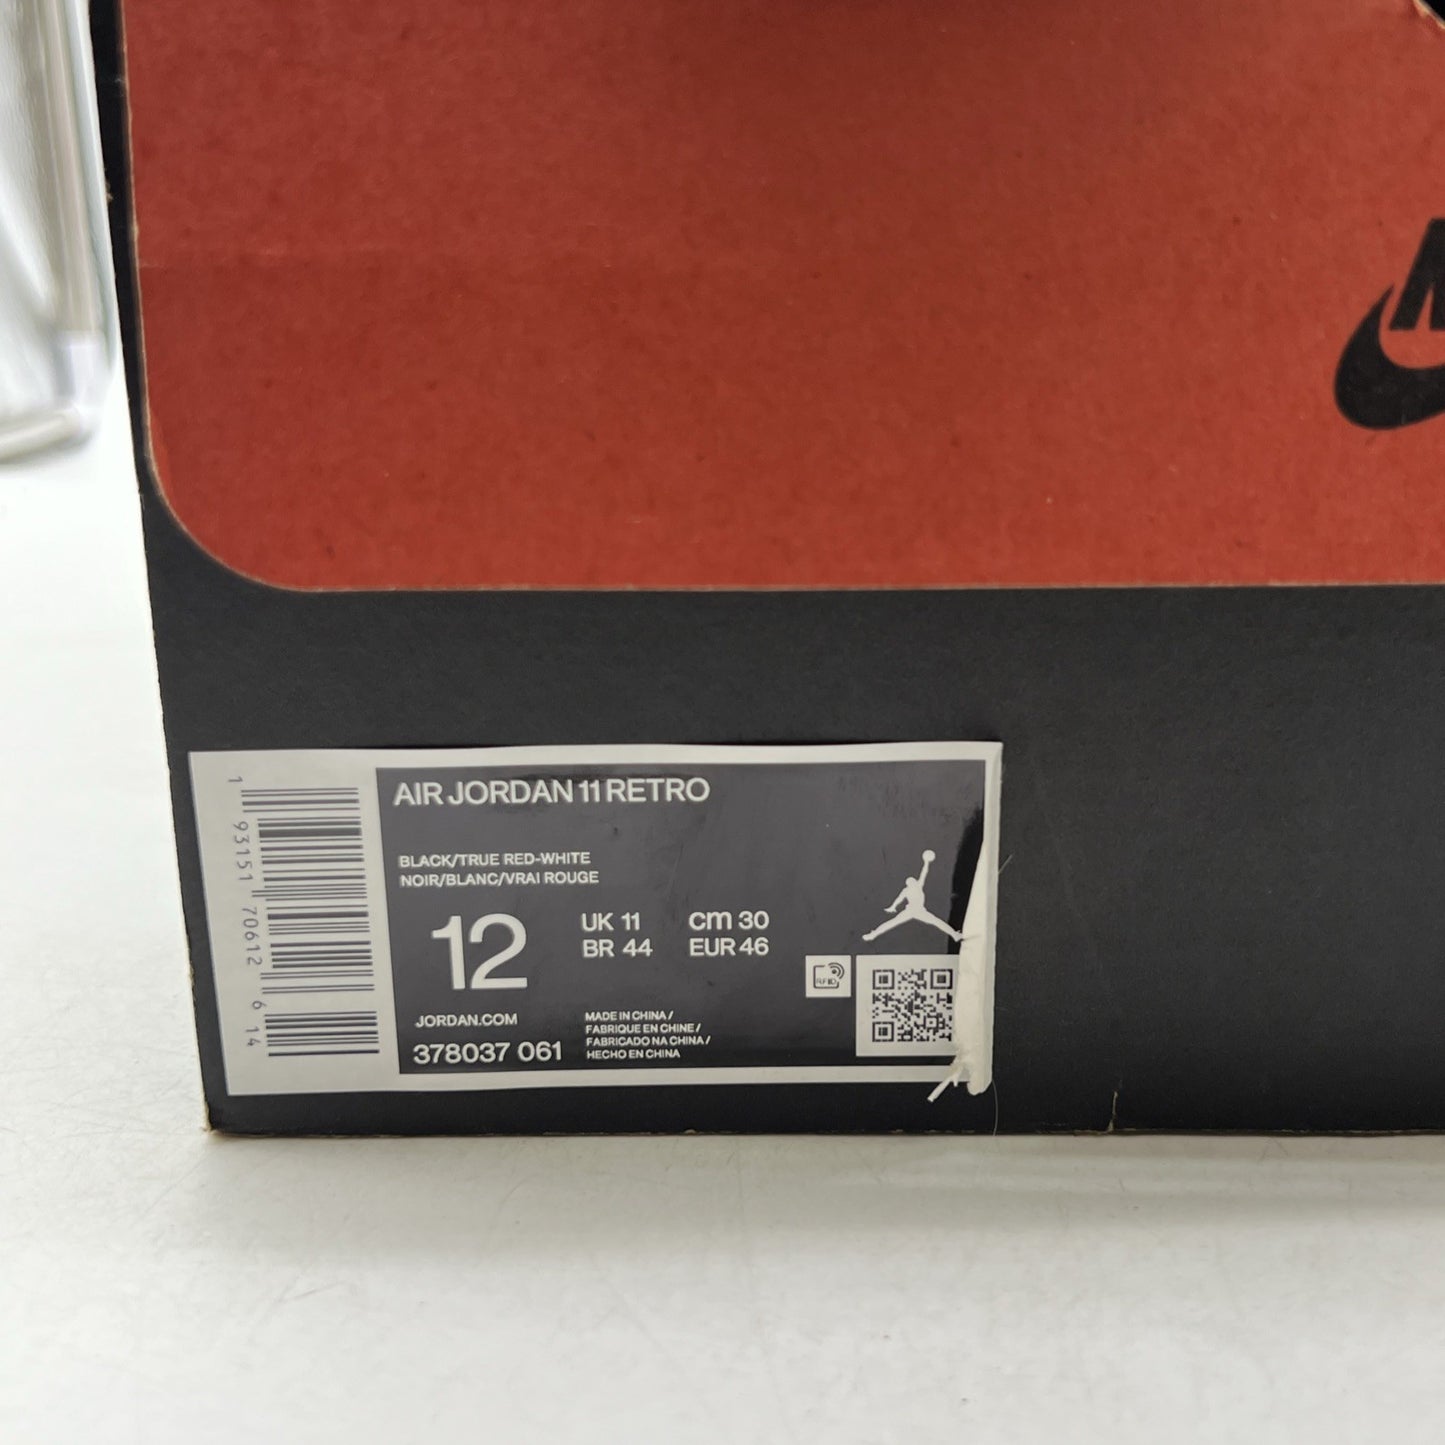 AIR JORDAN 11 RETRO
BLACK/TRUE RED-WHITE
NOIR/BLANC/VRAI ROUGE
12
UK 11 cm 30
BR 44 EUR 46
JORDAN.COM
378037 061
MADE IN CHINA /
FABRIQUE EN CHINE /
FABRICADO NA CHINA /
HECHO EN CHINA
RFID
1 93151 70612 6 14